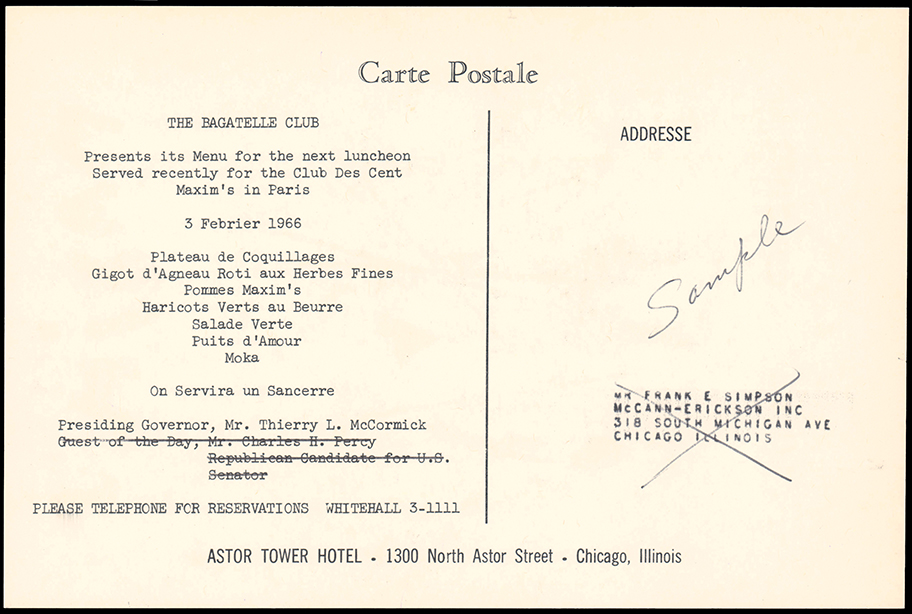 Carte Postale
THE BAGATELLE CLUB
Presents its Menu for the next luncheon
Served recently for the Club Des Cent
Maxim's in Paris
3 Febrier 1966
Plateau de Coquillages
Gigot d'Agneau Roti aux Herbes Fines
Pommes Maxim's
Haricots Verts au Beurre
Salade Verte
Puits d'Amour
Moka
On Servira un Sancerre
Presiding Governor, Mr. Thierry L. McCormick
Guest of the Day, Mr. Charles H. Percy
Republican Candidate for U.S.
Senator
PLEASE TELEPHONE FOR RESERVATIONS WHITEHALL 3-1111
ADDRESSE
Sample
MR FRANK E SIMPSON
MCCANN-ERICKSON INC
318 SOUTH MICHIGAN AVE
CHICAGO ILLINOIS
ASTOR TOWER HOTEL - 1300 North Astor Street - Chicago, Illinois